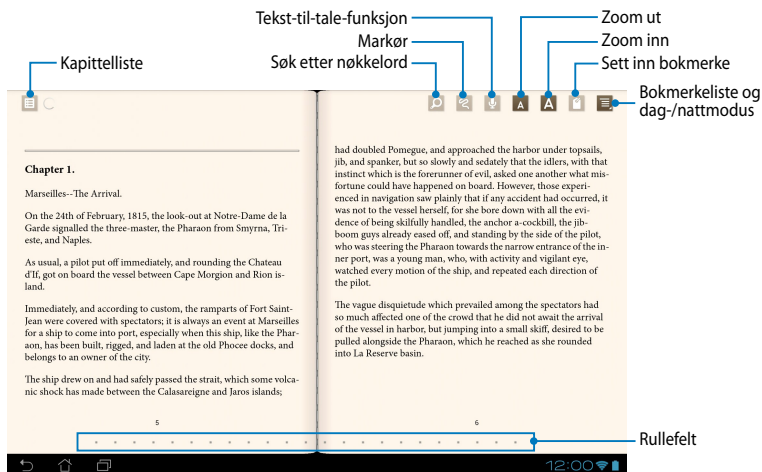 Tekst-til-tale-funksjon
Zoom ut
Markør
Zoom inn
Kapittelliste
Søk etter nøkkelord
Sett inn bokmerke
Bokmerkeliste og
dag-/nattmodus
A
A
Chapter 1.
Marseilles--The Arrival.
On the 24th of February, 1815, the look-out at Notre-Dame de la
Garde signalled the three-master, the Pharaon from Smyrna, Tri-
este, and Naples.
As usual, a pilot put off immediately, and rounding the Chateau
d'If, got on board the vessel between Cape Morgion and Rion is-
land.
Immediately, and according to custom, the ramparts of Fort Saint-
Jean were covered with spectators; it is always an event at Marseilles
for a ship to come into port, especially when this ship, like the Phar-
aon, has been built, rigged, and laden at the old Phocee docks, and
belongs to an owner of the city.
The ship drew on and had safely passed the strait, which some volca-
nic shock has made between the Calasareigne and Jaros islands;
5
had doubled Pomegue, and approached the harbor under topsails,
jib, and spanker, but so slowly and sedately that the idlers, with that
instinct which is the forerunner of evil, asked one another what mis-
fortune could have happened on board. However, those experi-
enced in navigation saw plainly that if any accident had occurred, it
was not to the vessel herself, for she bore down with all the evi-
dence of being skilfully handled, the anchor a-cockbill, the jib-
boom guys already eased off, and standing by the side of the pilot,
who was steering the Pharaon towards the narrow entrance of the in-
ner port, was a young man, who, with activity and vigilant eye,
watched every motion of the ship, and repeated each direction of
the pilot.
The vague disquietude which prevailed among the spectators had
so much affected one of the crowd that he did not await the arrival
of the vessel in harbor, but jumping into a small skiff, desired to be
pulled alongside the Pharaon, which he reached as she rounded
into La Reserve basin.
6
Rullefelt
12:00